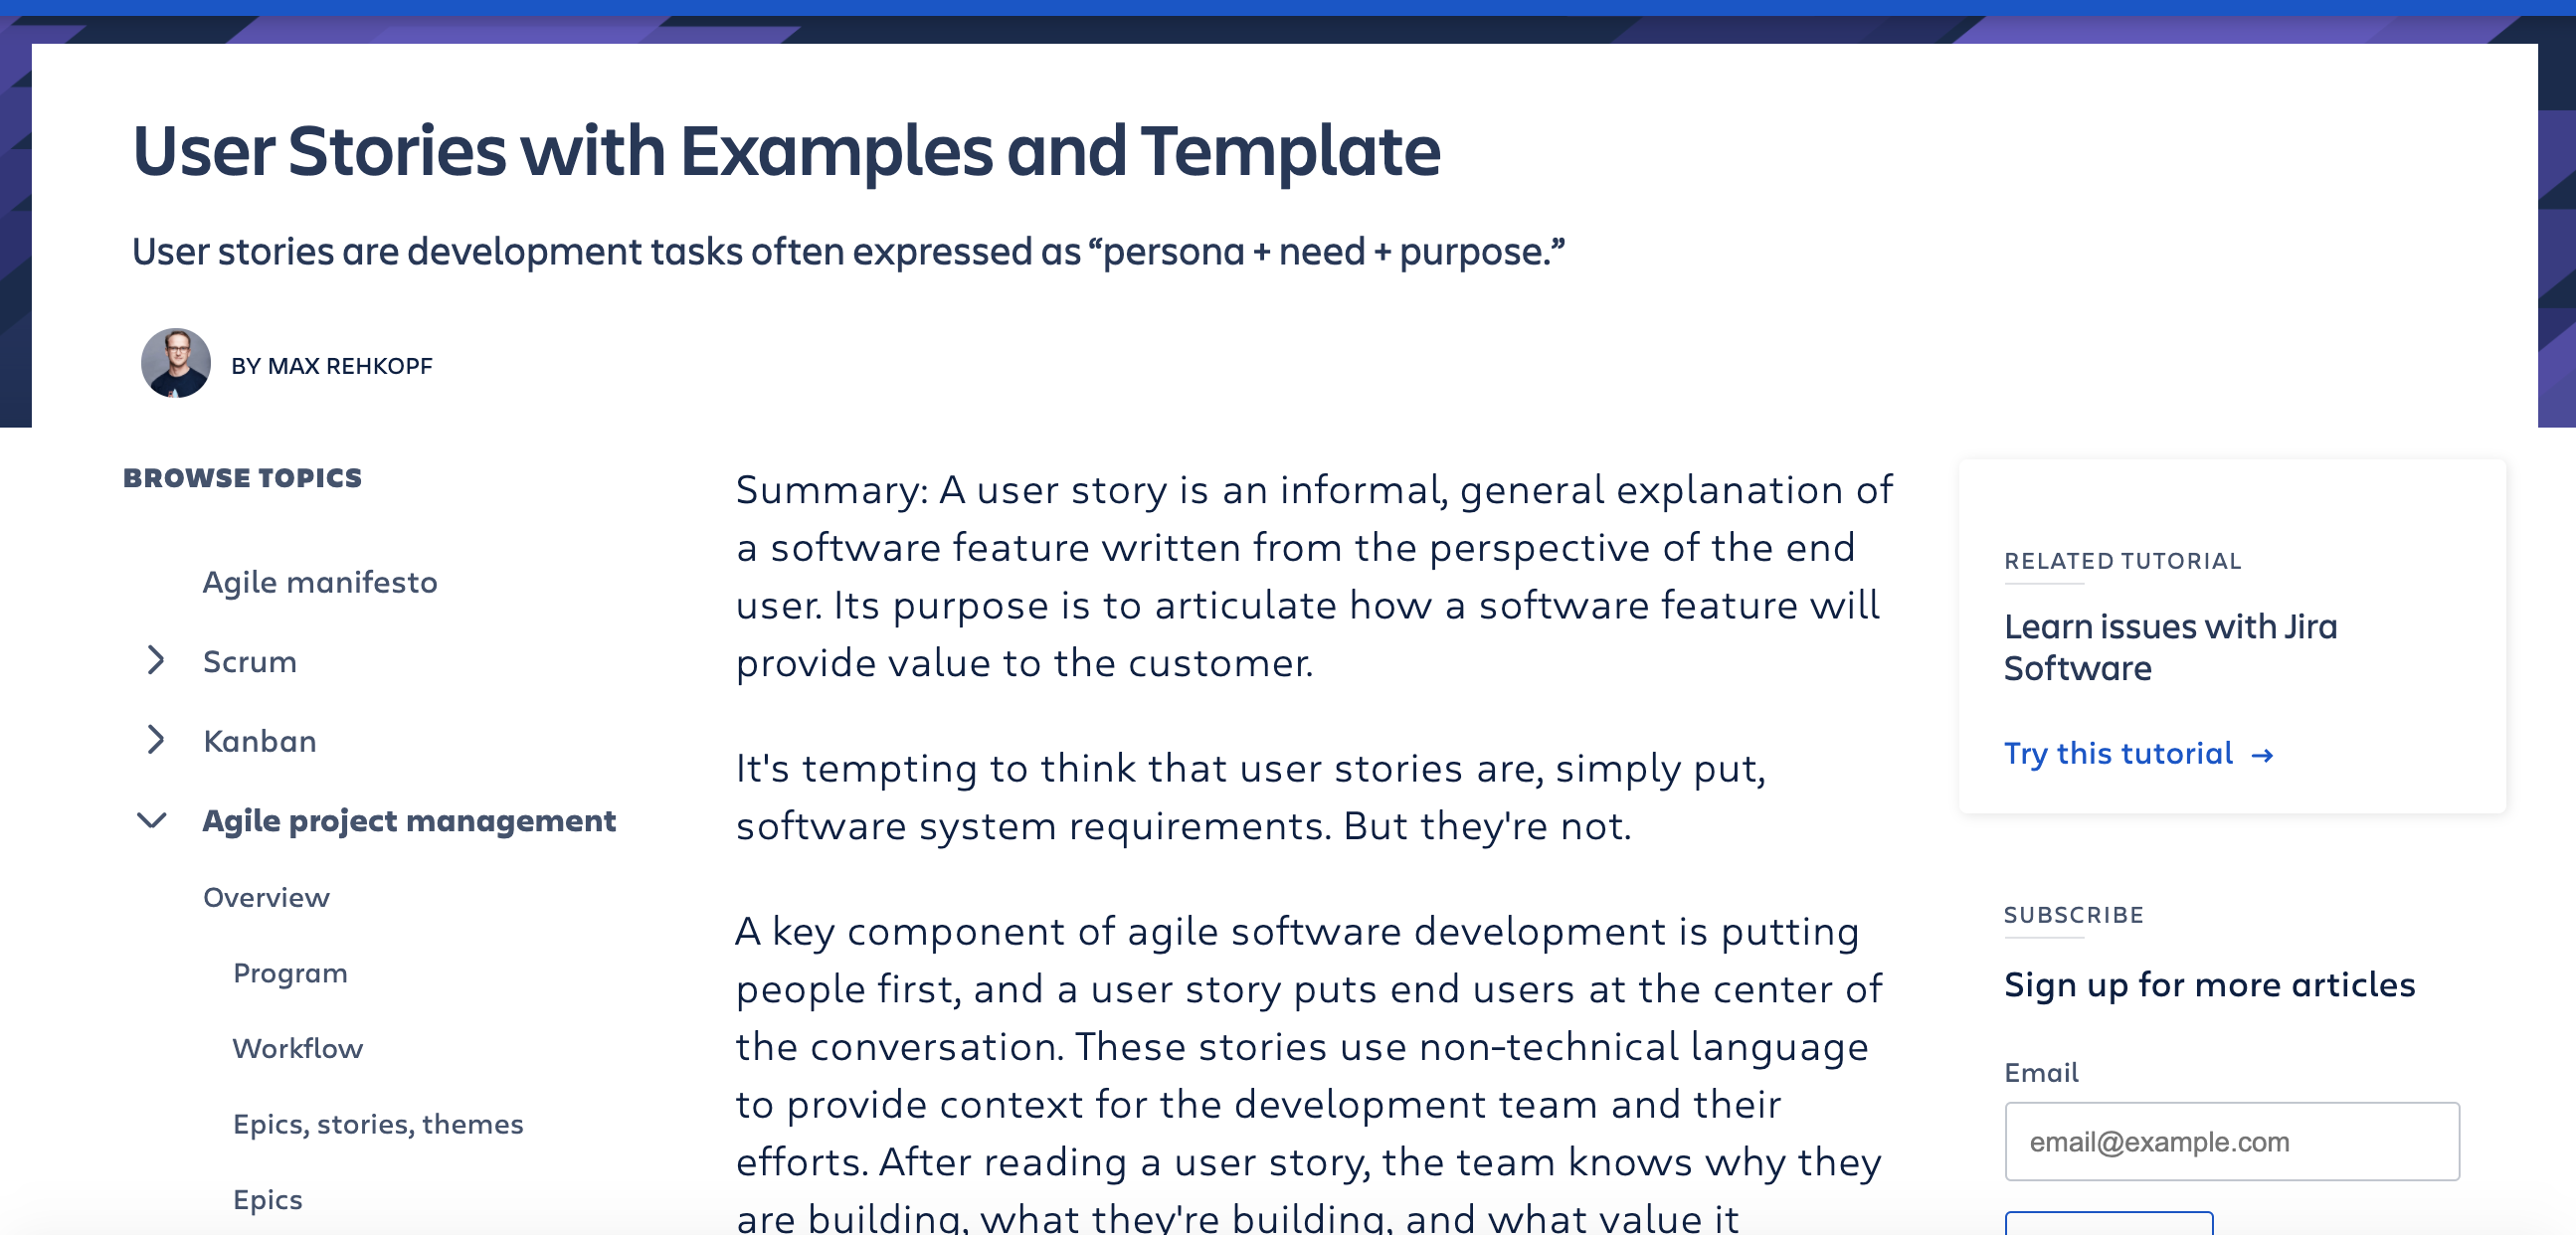 User Stories with Examples and Template
User stories are development tasks often expressed as “persona + need + purpose.”
BY MAX REHKOPF
BROWSE TOPICS
Agile manifesto
Scrum
Kanban
Agile project management
Overview
Program
Workflow
Epics, stories, themes
Epics
Summary: A user story is an informal, general explanation of
a software feature written from the perspective of the end
user. Its purpose is to articulate how a software feature will
provide value to the customer.
It's tempting to think that user stories are, simply put,
software system requirements. But they're not.
A key component of agile software development is putting
people first, and a user story puts end users at the center of
the conversation. These stories use non-technical language
to provide context for the development team and their
efforts. After reading a user story, the team knows why they
are building, what they're building, and what value it
RELATED TUTORIAL
Learn issues with Jira
Software
Try this tutorial →
SUBSCRIBE
Sign up for more articles
Email
email@example.com